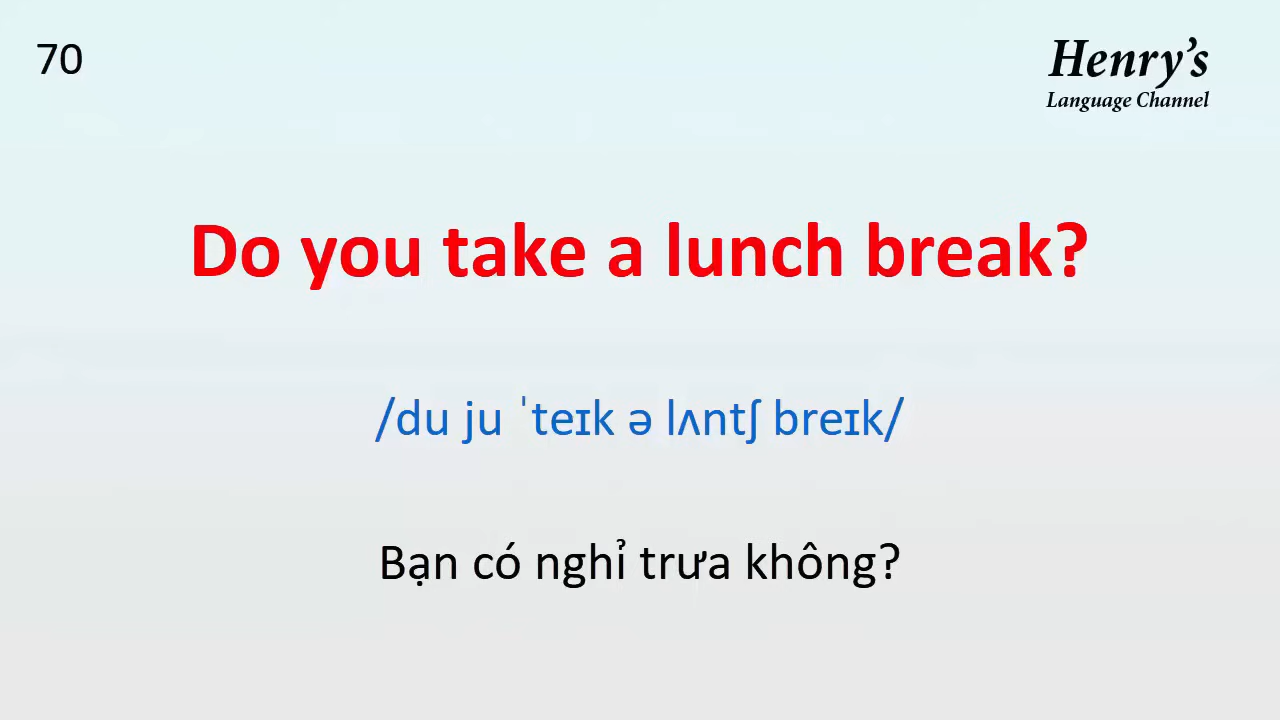 70
Henry’s
Language Channel
Do you take a lunch break?
/du ju ˈteɪk ə lʌntʃ breɪk/
Bạn có nghỉ trưa không?